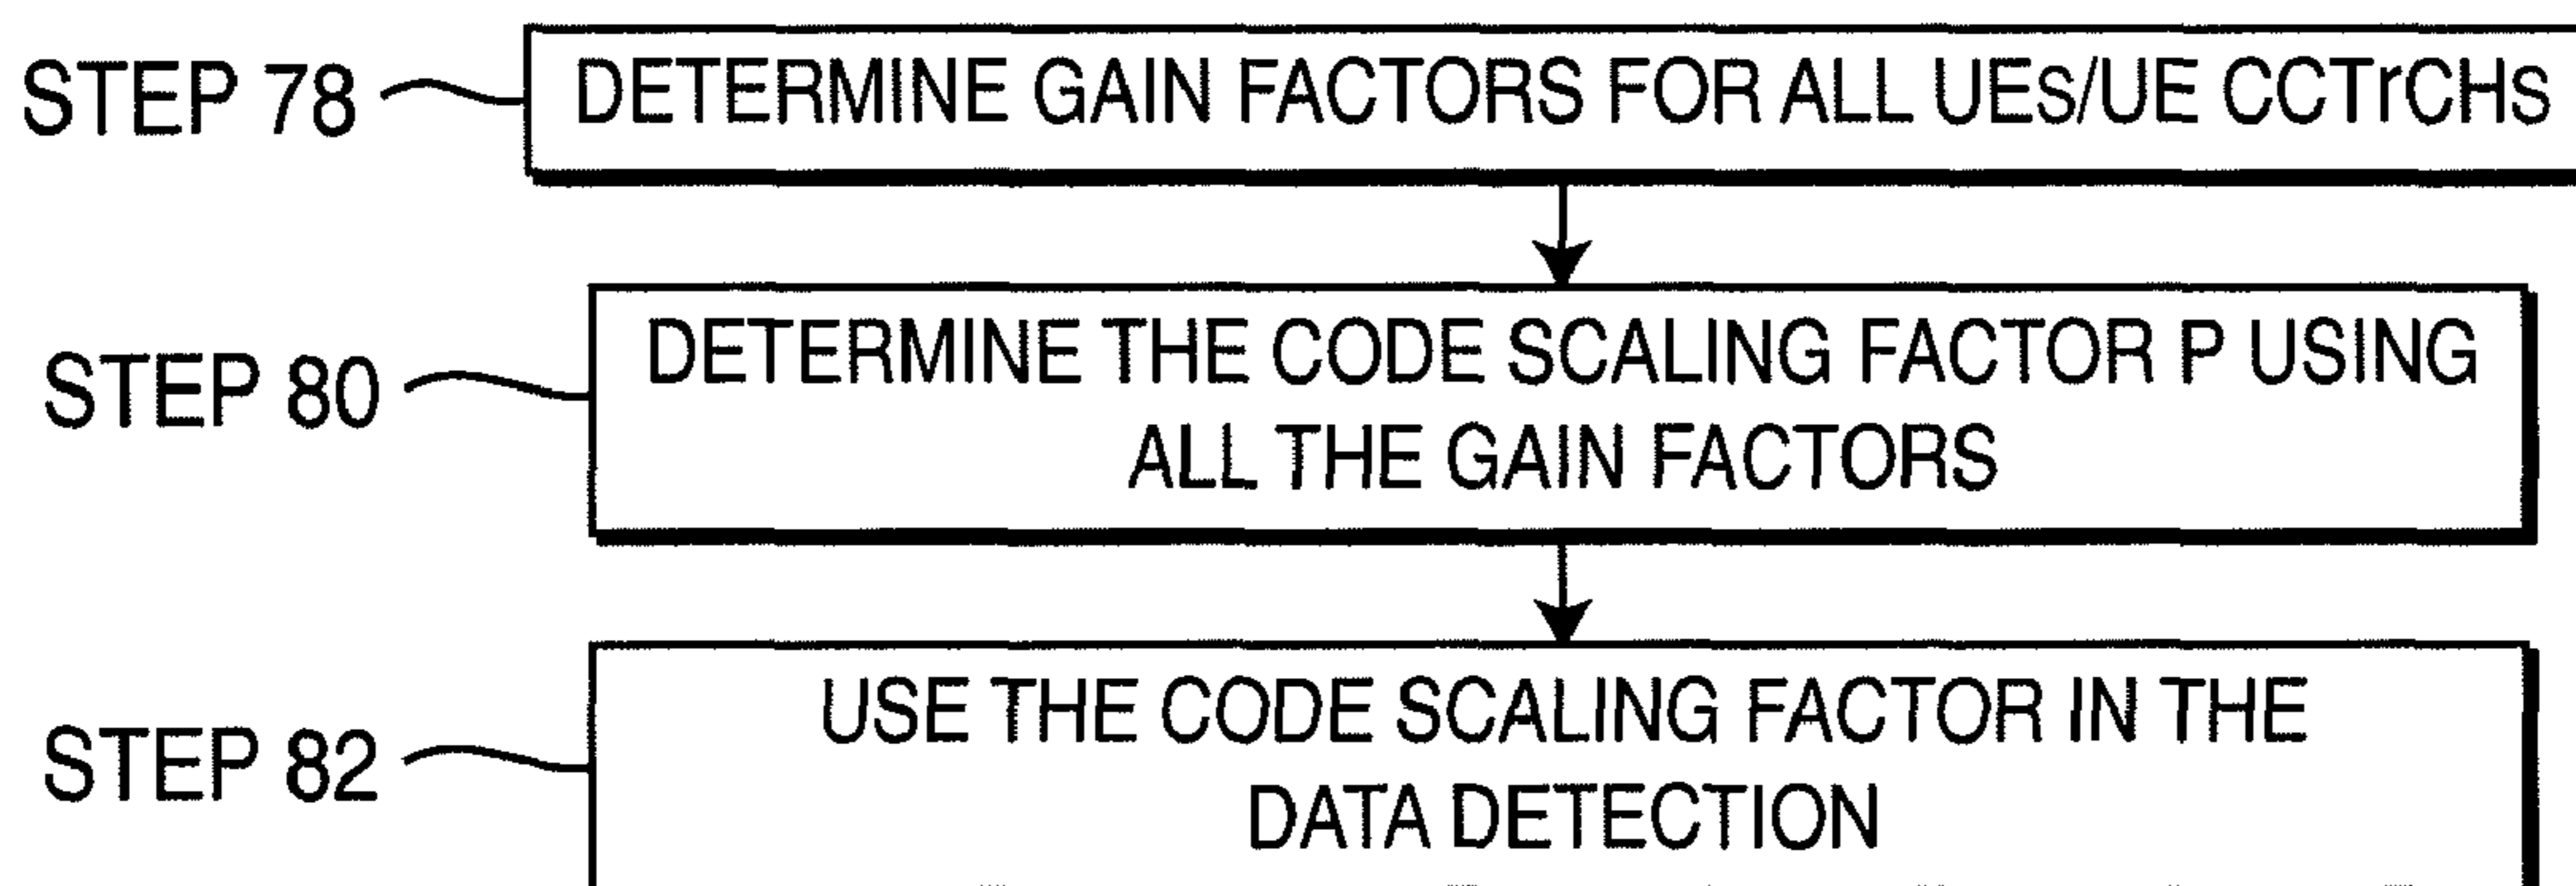 STEP 78
DETERMINE GAIN FACTORS FOR ALL UEs/UE CCTrCHs
STEP 80
DETERMINE THE CODE SCALING FACTOR P USING
ALL THE GAIN FACTORS
STEP 82
USE THE CODE SCALING FACTOR IN THE
DATA DETECTION